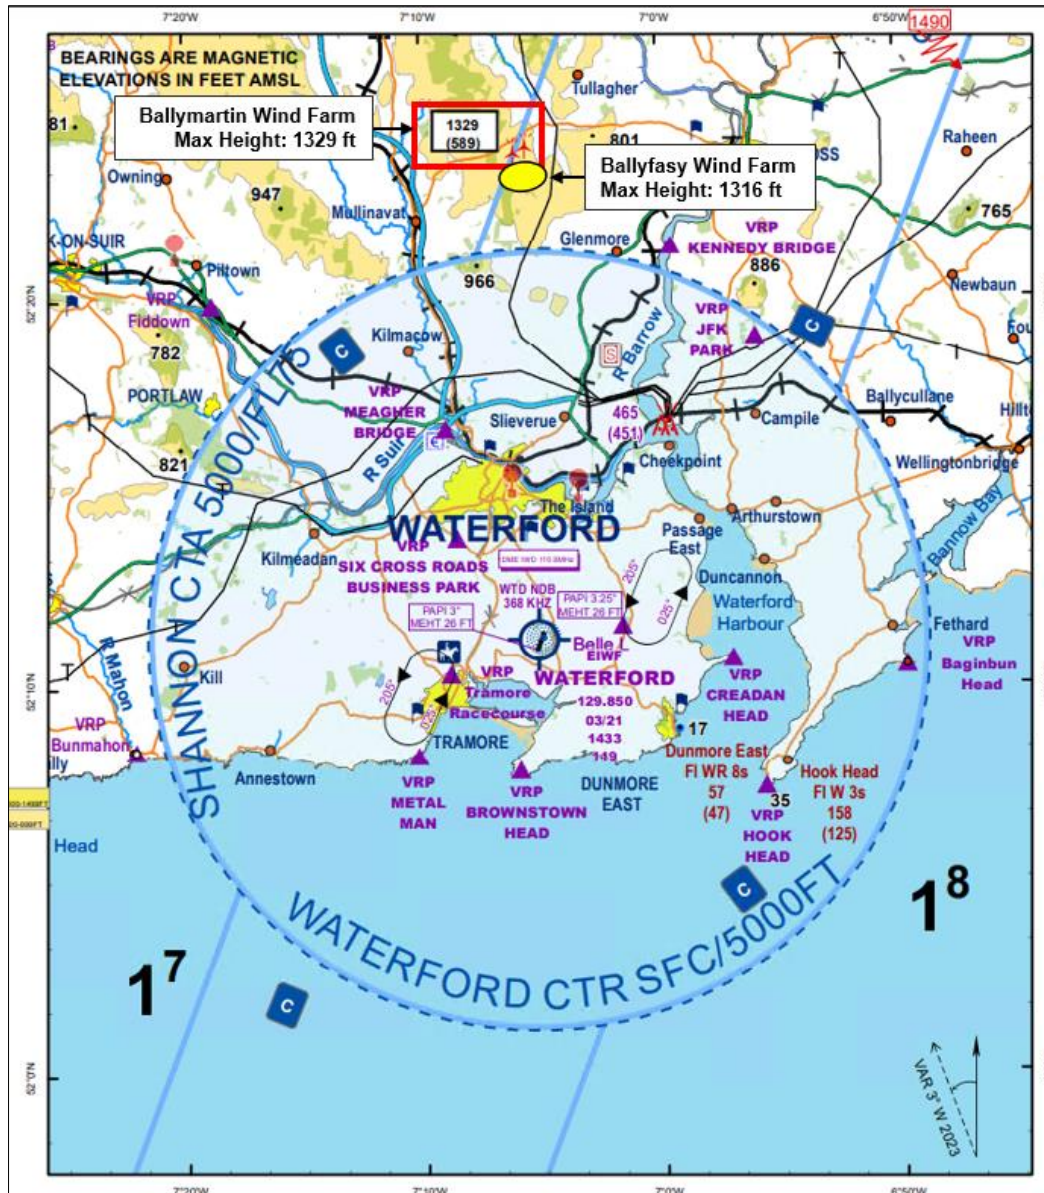 7°20'W
7°10'W
7°0'W
6°50'W
1490
BEARINGS ARE MAGNETIC
ELEVATIONS IN FEET AMSL
Ballymartin Wind Farm
Max Height: 1329 ft
1329
(589)
Tullagher
801
Ballyfasy Wind Farm
Max Height: 1316 ft
OSS
Raheen
81
Owning
947
Mullinavat
765
K-ON-SUIR
Piltown
Glenmore
VRP
KENNEDY BRIDGE
886
966
Newbaun
52°20'N
VRP
Fiddown
782
Kilmacow
C
VRP
JFK
PARK
C
S
R Barrow
PORTLAW
VRP
MEAGHER
BRIDGE
Slieverue
465
(451)
Campile
Ballycullane
821
R Suir
Cheekpoint
Wellingtonbridge
The Island
WATERFORD
Kilmeadan
VRP
SIX CROSS ROADS
BUSINESS PARK
Passage
East
Arthurstown
Bannow Bay
WTD NDB
368 KHZ
PAPI 3°
MEHT 26 FT
PAPI 3.25°
MEHT 26 FT
205°
025°
Duncannon
Waterford
Harbour
Fethard
EIWF
WATERFORD
129.850
03/21
1433
119
VRP
Baginbun
Head
R Mahon
Kill
52°10'N
205°
025°
VRP
Tramore
Racecourse
VRP
CREADAN
HEAD
VRP
Bunmahon
Annestown
TRAMORE
17
Dunmore East
Fl WR 8s
57
(47)
Hook Head
Fl W 3s
158
(125)
VRP
METAL
MAN
VRP
BROWNSTOWN
HEAD
DUNMORE
EAST
35
VRP
HOOK
HEAD
Head
SHANNON CTA 5000/FL75
C
WATERFORD CTR SFC/5000FT
1⁸
1⁷
C
VAR 3° W 2023
52°0'N
7°20'W
7°10'W
7°0'W
6°50'W